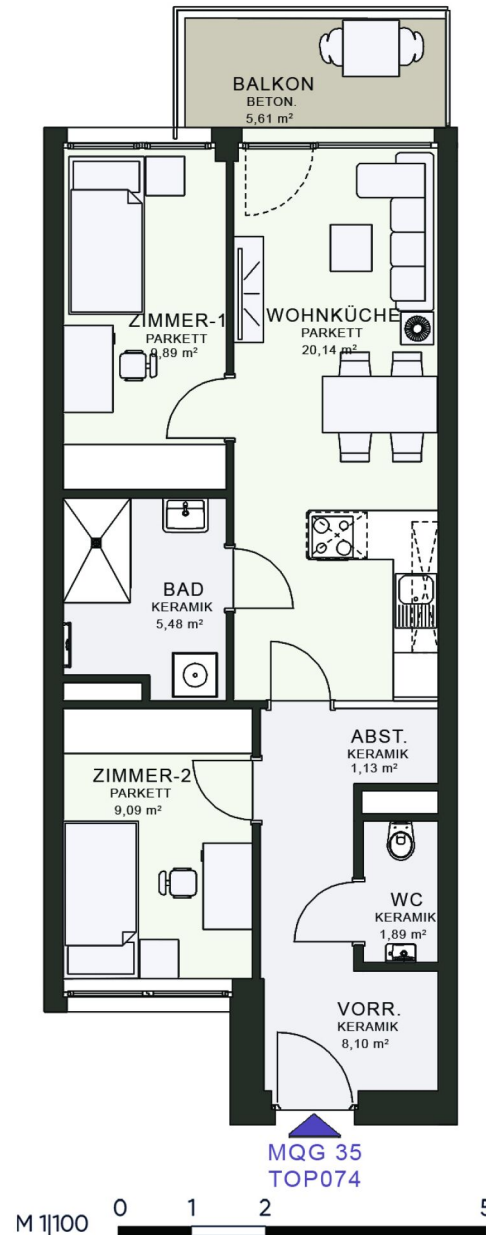 BALKON
BETON.
5,61 m²
ZIMMER-1
PARKETT
9,89 m²
WOHNKÜCHE
PARKETT
20,14 m²
BAD
KERAMIK
5,48 m²
ABST.
KERAMIK
1,13 m²
ZIMMER-2
PARKETT
9,09 m²
WC
KERAMIK
1,89 m²
VORR.
KERAMIK
8,10 m²
MQG 35
TOP074
M 1|100 0 1 2 5